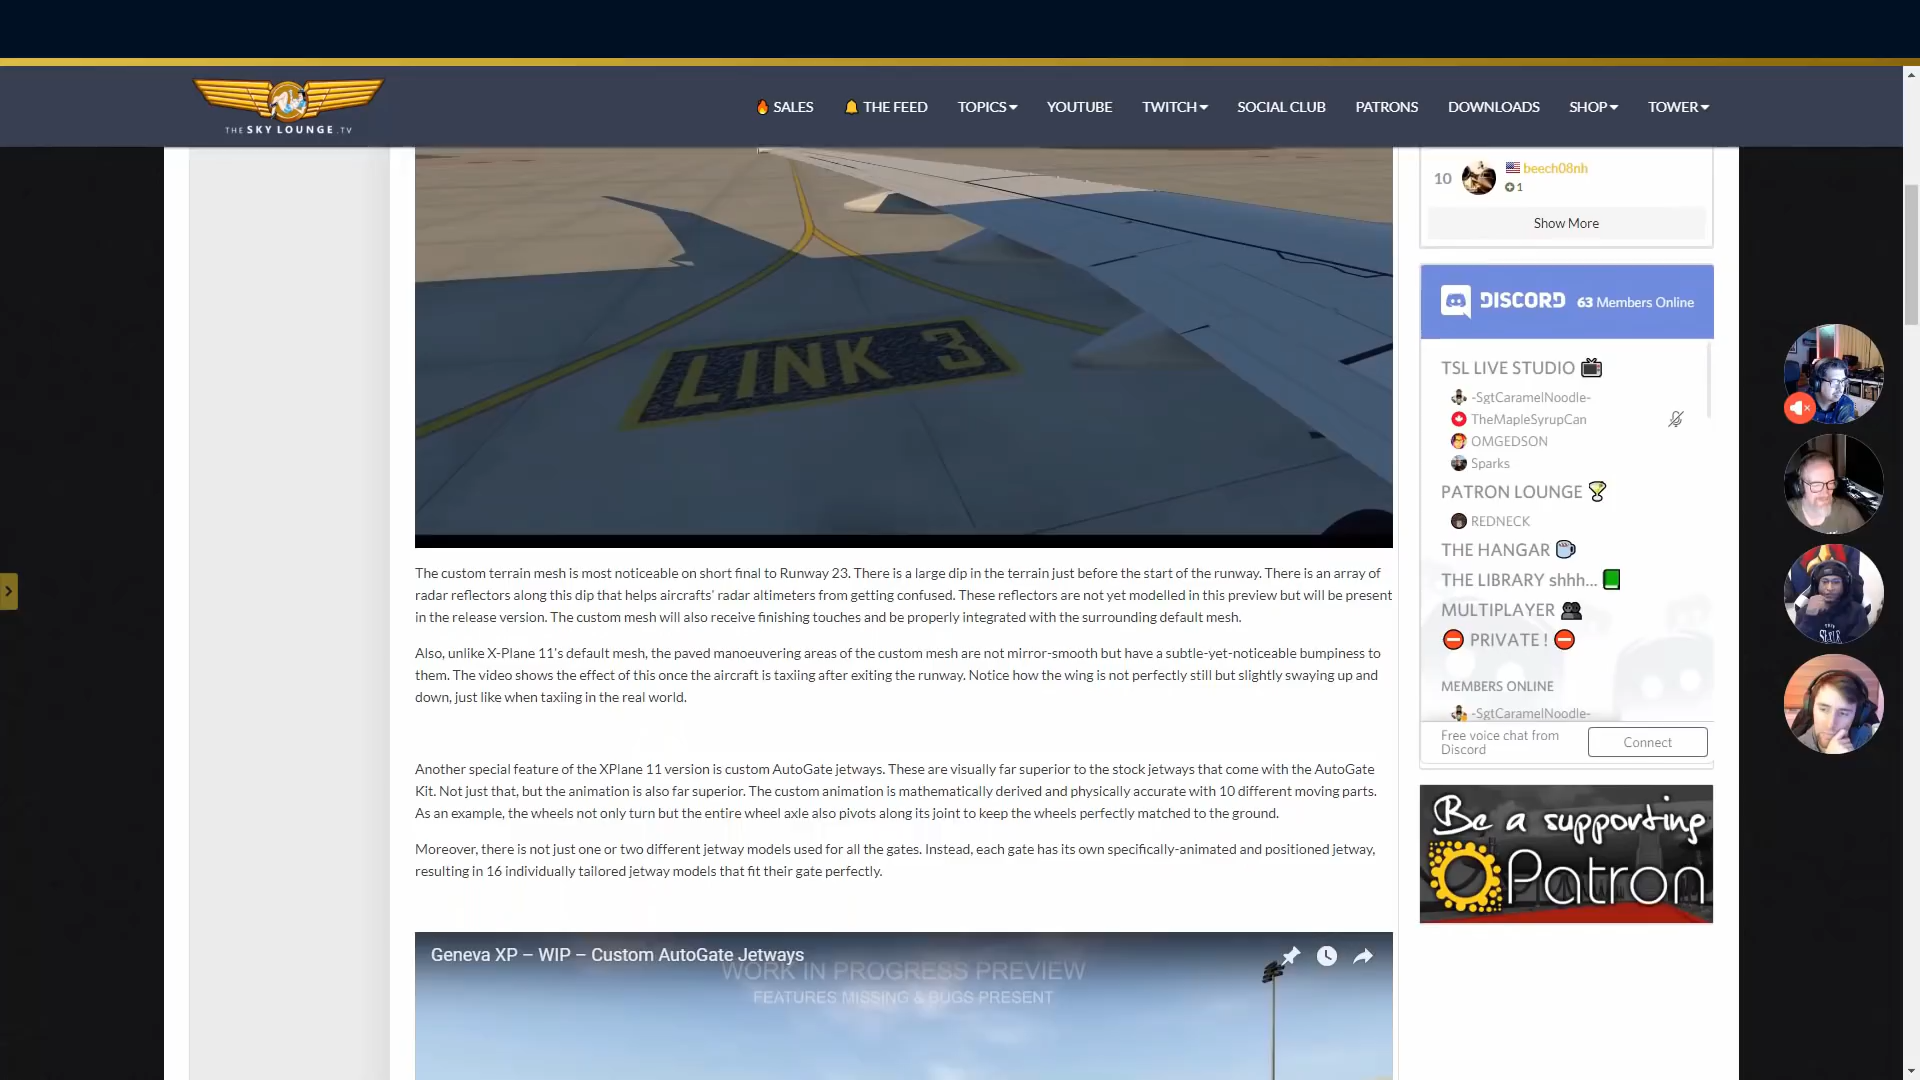 THE SKY LOUNGE .TV
SALES
THE FEED
TOPICS
YOUTUBE
TWITCH
SOCIAL CLUB
PATRONS
DOWNLOADS
SHOP
TOWER
LINK 3
The custom terrain mesh is most noticeable on short final to Runway 23. There is a large dip in the terrain just before the start of the runway. There is an array of
radar reflectors along this dip that helps aircrafts' radar altimeters from getting confused. These reflectors are not yet modelled in this preview but will be present
in the release version. The custom mesh will also receive finishing touches and be properly integrated with the surrounding default mesh.
Also, unlike X-Plane 11's default mesh, the paved manoeuvering areas of the custom mesh are not mirror-smooth but have a subtle-yet-noticeable bumpiness to
them. The video shows the effect of this once the aircraft is taxiing after exiting the runway. Notice how the wing is not perfectly still but slightly swaying up and
down, just like when taxiing in the real world.
Another special feature of the XPlane 11 version is custom AutoGate jetways. These are visually far superior to the stock jetways that come with the AutoGate
Kit. Not just that, but the animation is also far superior. The custom animation is mathematically derived and physically accurate with 10 different moving parts.
As an example, the wheels not only turn but the entire wheel axle also pivots along its joint to keep the wheels perfectly matched to the ground.
Moreover, there is not just one or two different jetway models used for all the gates. Instead, each gate has its own specifically-animated and positioned jetway,
resulting in 16 individually tailored jetway models that fit their gate perfectly.
Geneva XP – WIP – Custom AutoGate Jetways
WORK IN PROGRESS PREVIEW
FEATURES MISSING & BUGS PRESENT
10
beech08nh
1
Show More
DISCORD 63 Members Online
TSL LIVE STUDIO
-SgtCaramelNoodle-
TheMapleSyrupCan
OMGEDSON
Sparks
PATRON LOUNGE
REDNECK
THE HANGAR
THE LIBRARY shhh...
MULTIPLAYER
PRIVATE !
MEMBERS ONLINE
-SgtCaramelNoodle-
Free voice chat from
Discord
Connect
Be a supporting
Patron